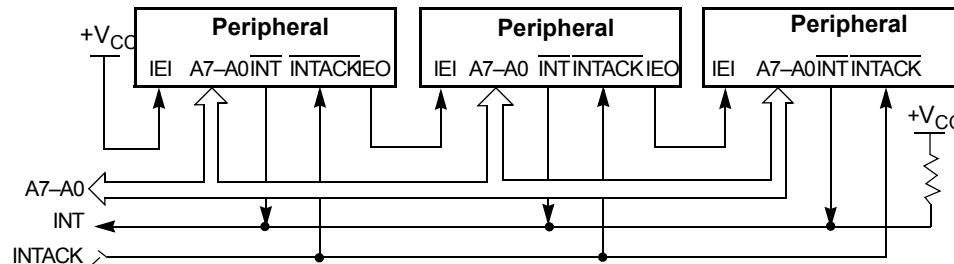 Peripheral Peripheral Peripheral
+VCC
IEI A7–A0 INT INTACK IEO IEI A7–A0 INT INTACK IEO IEI A7–A0 INT INTACK
+VCC
A7–A0
INT
INTACK